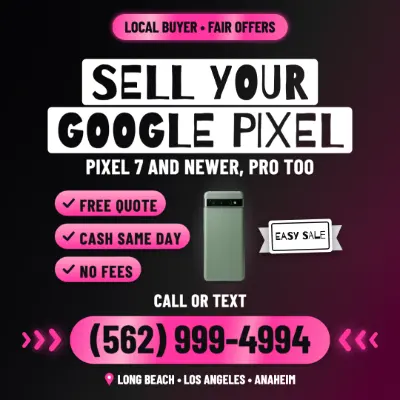 LOCAL BUYER • FAIR OFFERS
SELL YOUR
GOOGLE PIXEL
PIXEL 7 AND NEWER, PRO TOO
FREE QUOTE
CASH SAME DAY
NO FEES
EASY SALE
CALL OR TEXT
(562) 999-4994
LONG BEACH • LOS ANGELES • ANAHEIM